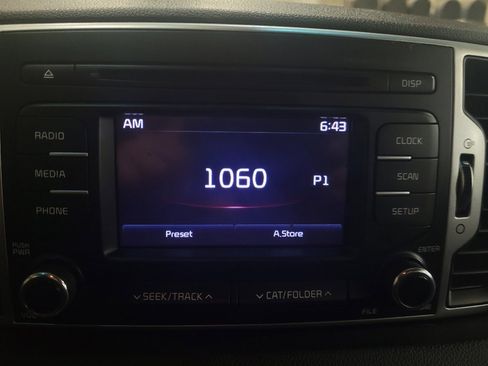 DISP
AM 6:43
RADIO
CLOCK
1060 P1
MEDIA
SCAN
PHONE
SETUP
Preset A.Store
PUSH
PWR
ENTER
SEEK/TRACK
CAT/FOLDER
VOL
FILE